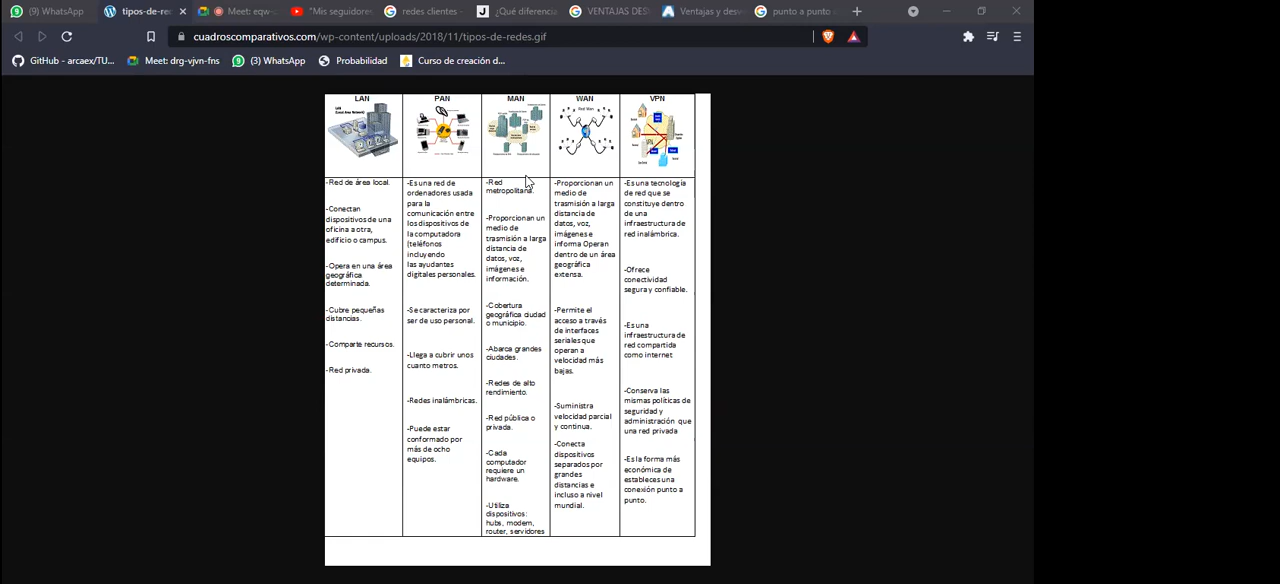 (9) WhatsApp
tipos-de-re
Meet: eqw-
"Mis seguidore
redes clientes -
¿Qué diferencia
VENTAJAS DES
Ventajas y desv
punto a punto
cuadroscomparativos.com/wp-content/uploads/2018/11/tipos-de-redes.gif
GitHub - arcaex/TU...
Meet: drg-vjvn-fns
(3) WhatsApp
Probabilidad
Curso de creación d...
LAN
PAN
MAN
WAN
VPN
LAN
(Local Area Network)
Red Wan
VPN
-Red de área local.
-Conectan
dispositivos de una
oficina a otra,
edificio o campus.
-Opera en una área
geográfica
determinada.
-Cubre pequeñas
distancias.
-Comparte recursos.
-Red privada.
-Es una red de
ordenadores usada
para la
comunicación entre
los dispositivos de
la computadora
(teléfonos
incluyendo
las ayudantes
digitales personales.
-Se caracteriza por
ser de uso personal.
-Llega a cubrir unos
cuanto metros.
-Redes inalámbricas.
-Puede estar
conformado por
más de ocho
equipos.
-Red
metropolitana.
-Proporcionan un
medio de
trasmisión a larga
distancia de
datos, voz,
imágenes e
información.
-Cobertura
geográfica ciudad
o municipio.
-Abarca grandes
ciudades.
-Redes de alto
rendimiento.
-Red pública o
privada.
-Cada
computador
requiere un
hardware.
-Utiliza
dispositivos:
hubs, modem,
router, servidores
-Proporcionan un
medio de
trasmisión a larga
distancia de
datos, voz,
imágenes e
informa Operan
dentro de un área
geográfica
extensa.
-Permite el
acceso a través
de interfaces
seriales que
operan a
velocidad más
bajas.
-Suministra
velocidad parcial
y continua.
-Conecta
dispositivos
separados por
grandes
distancias e
incluso a nivel
mundial.
-Es una tecnología
de red que se
constituye dentro
de una
infraestructura de
red inalámbrica.
-Ofrece
conectividad
segura y confiable.
-Es una
infraestructura de
red compartida
como internet
-Conserva las
mismas políticas de
seguridad y
administración que
una red privada
-Es la forma más
económica de
estableces una
conexión punto a
punto.